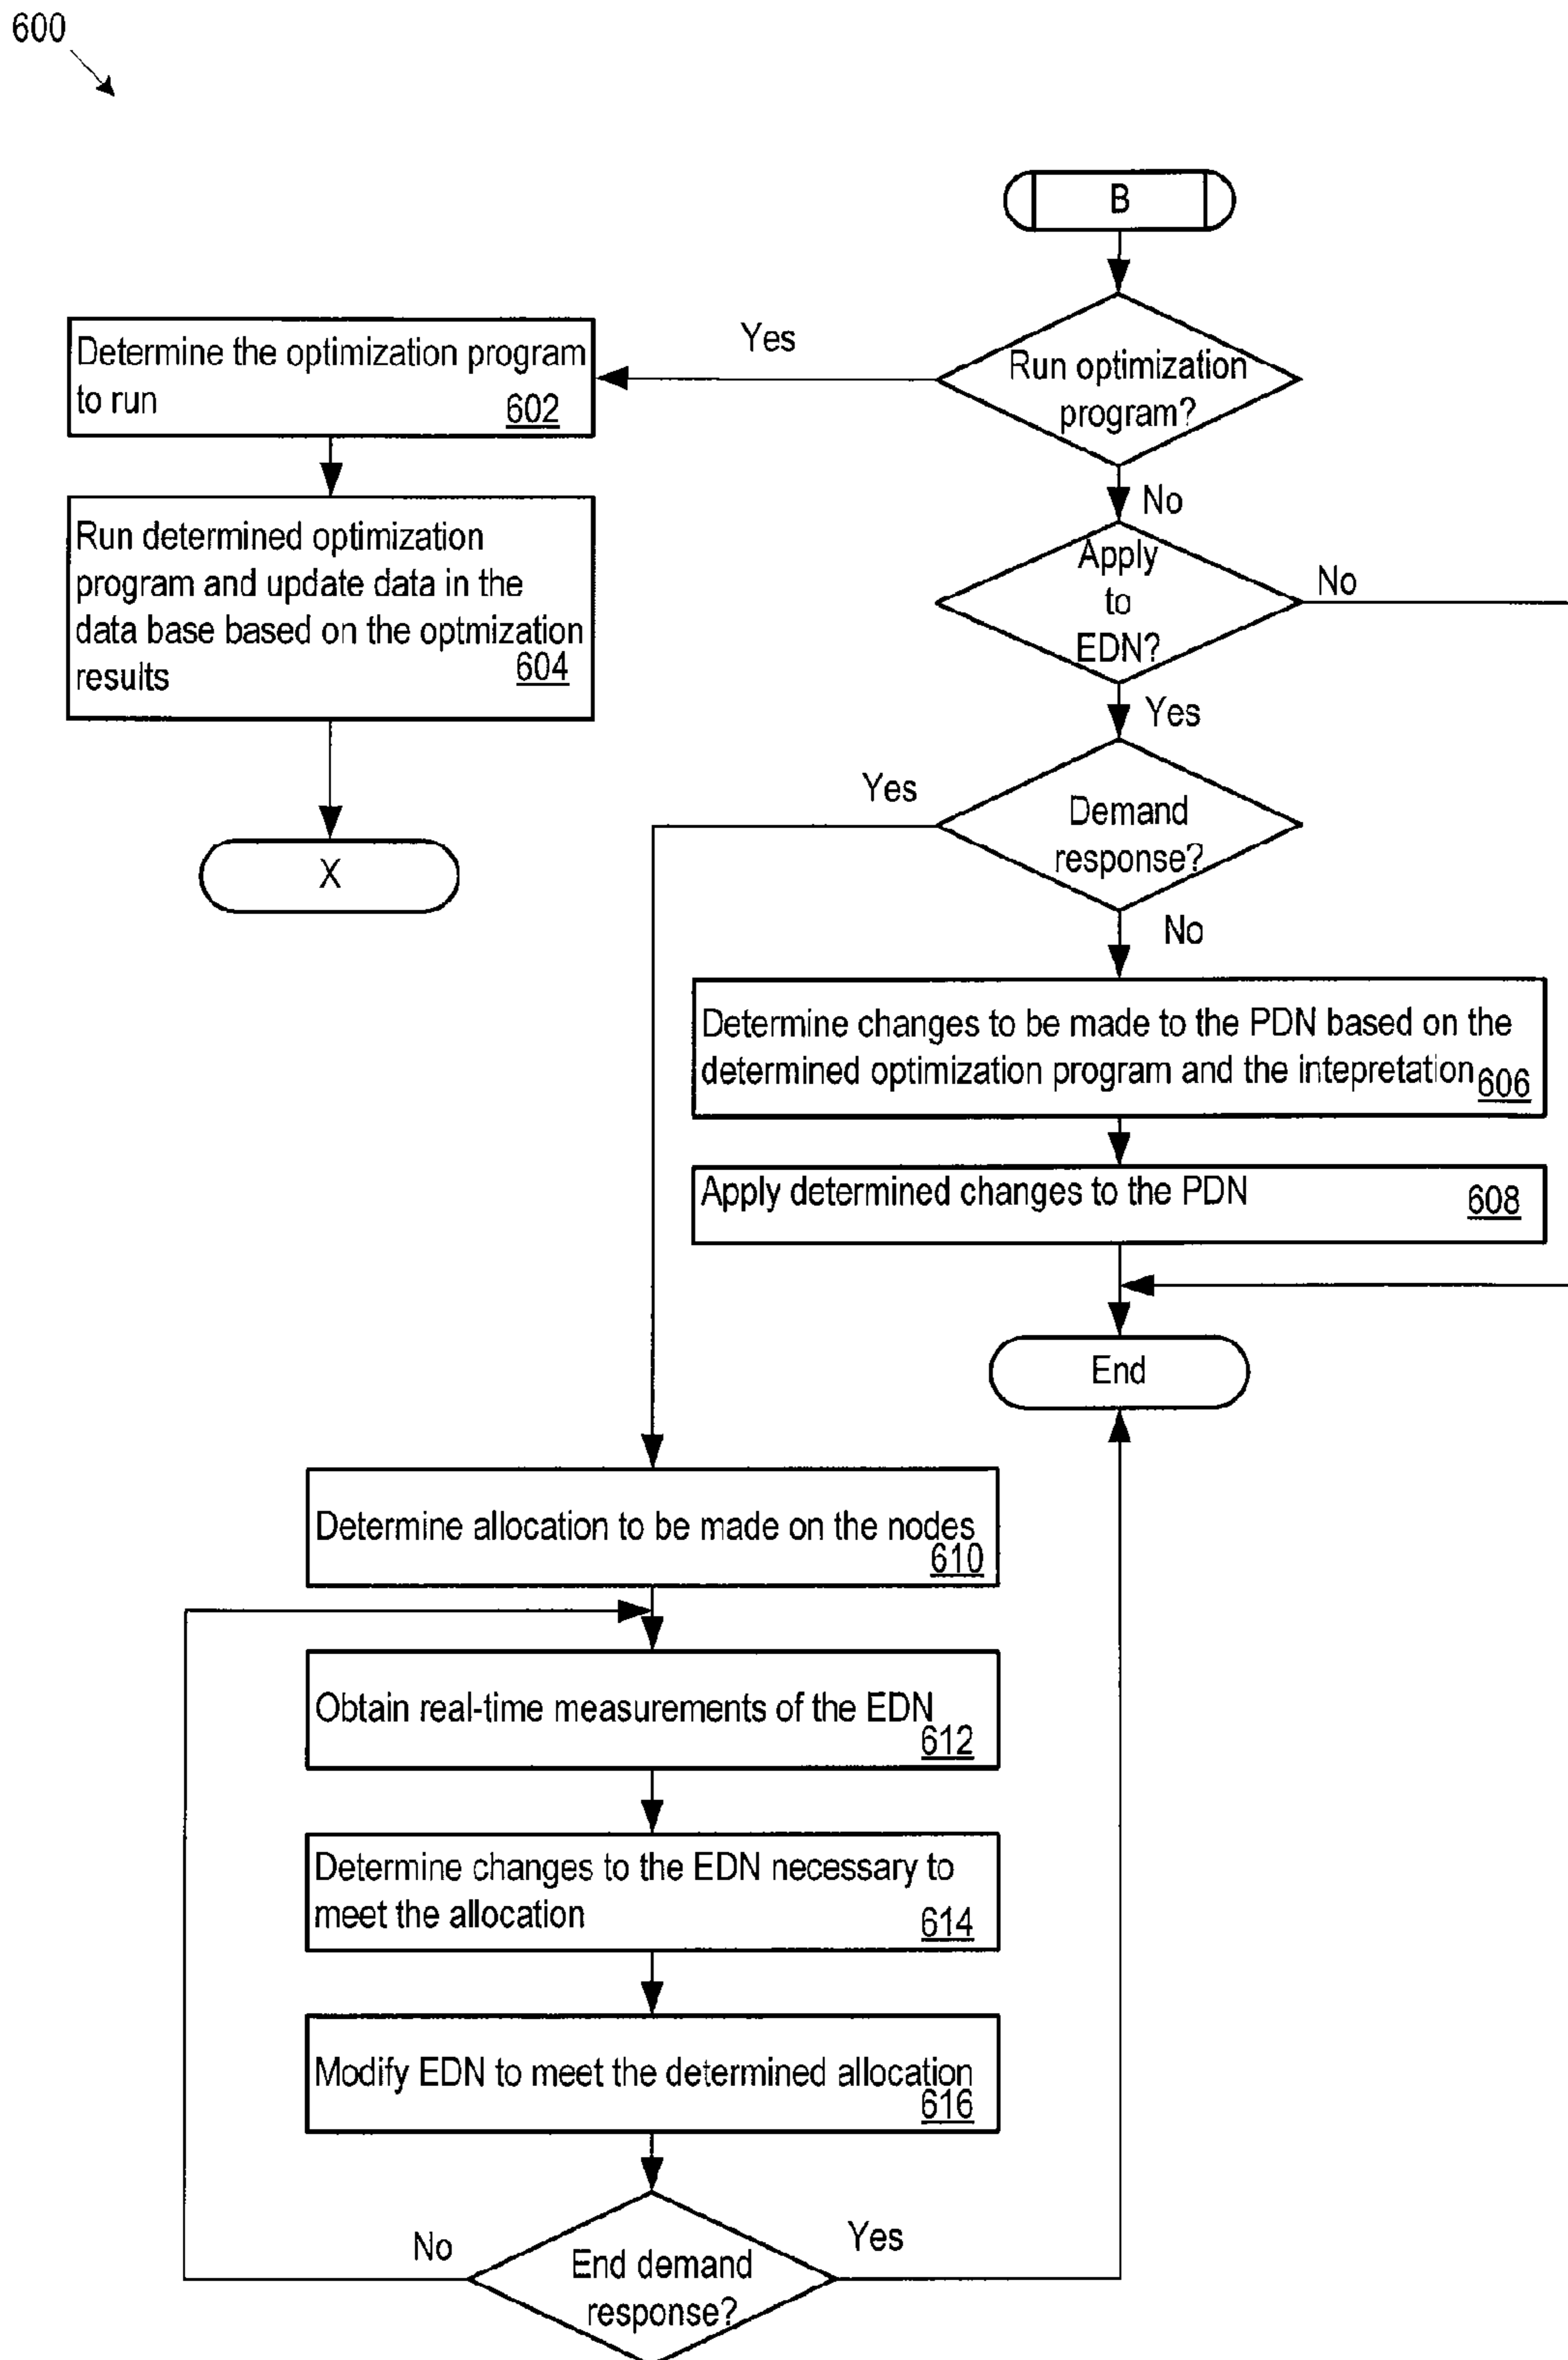 600
B
Run optimization
program?
Yes
Determine the optimization program
to run
602
Run determined optimization
program and update data in the
data base based on the optmization
results
604
X
No
Apply
to
EDN?
No
Yes
Demand
response?
Yes
No
Determine changes to be made to the PDN based on the
determined optimization program and the intepretation
606
Apply determined changes to the PDN
608
End
Determine allocation to be made on the nodes
610
Obtain real-time measurements of the EDN
612
Determine changes to the EDN necessary to
meet the allocation
614
Modify EDN to meet the determined allocation
616
End demand
response?
No
Yes